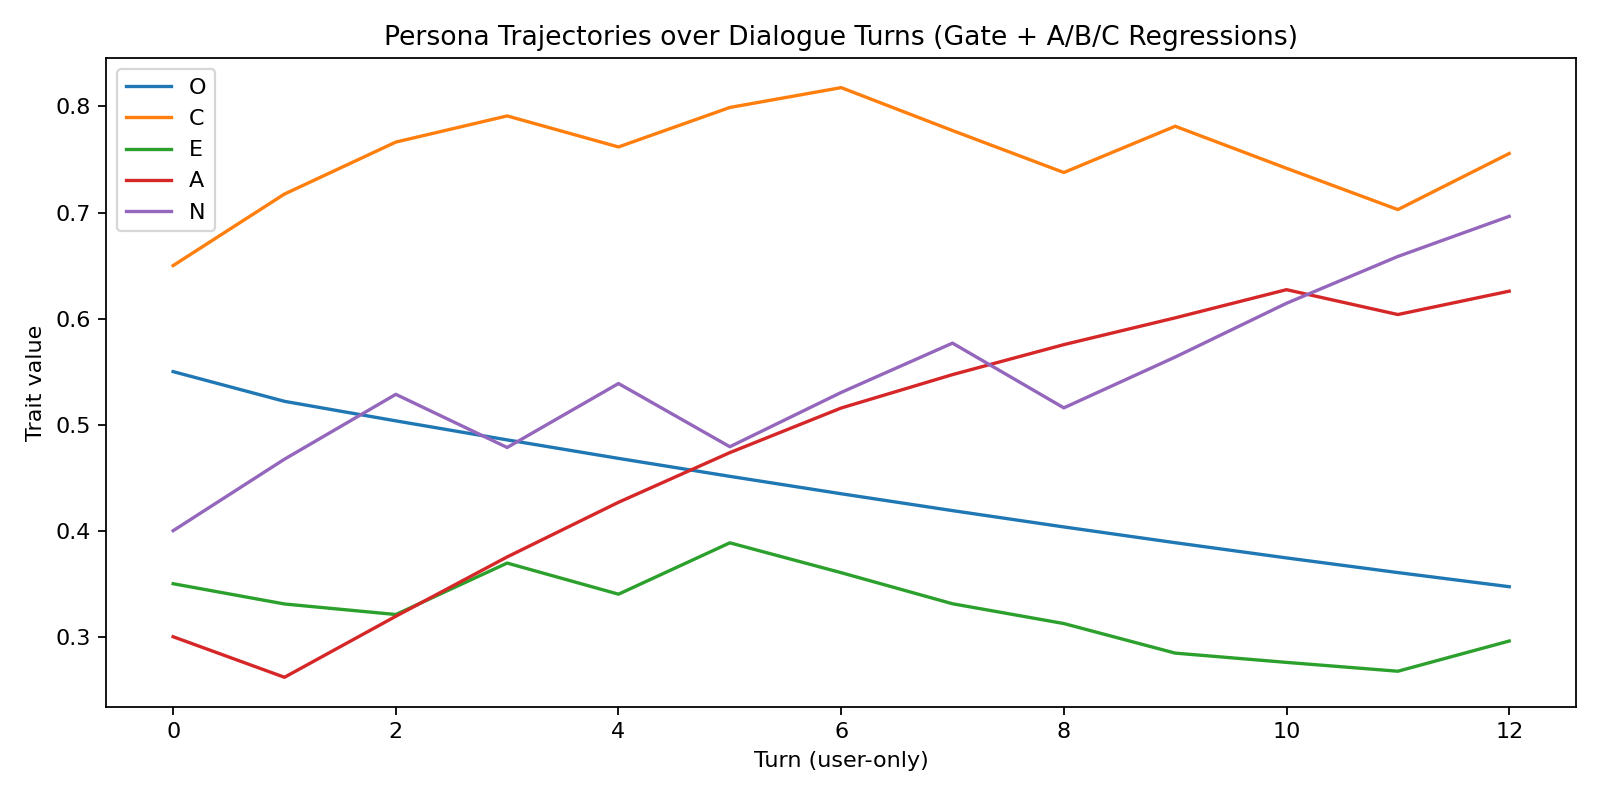 Persona Trajectories over Dialogue Turns (Gate + A/B/C Regressions)
O
C
E
A
N
0.8
0.7
0.6
0.5
0.4
0.3
Trait value
0 2 4 6 8 10 12
Turn (user-only)